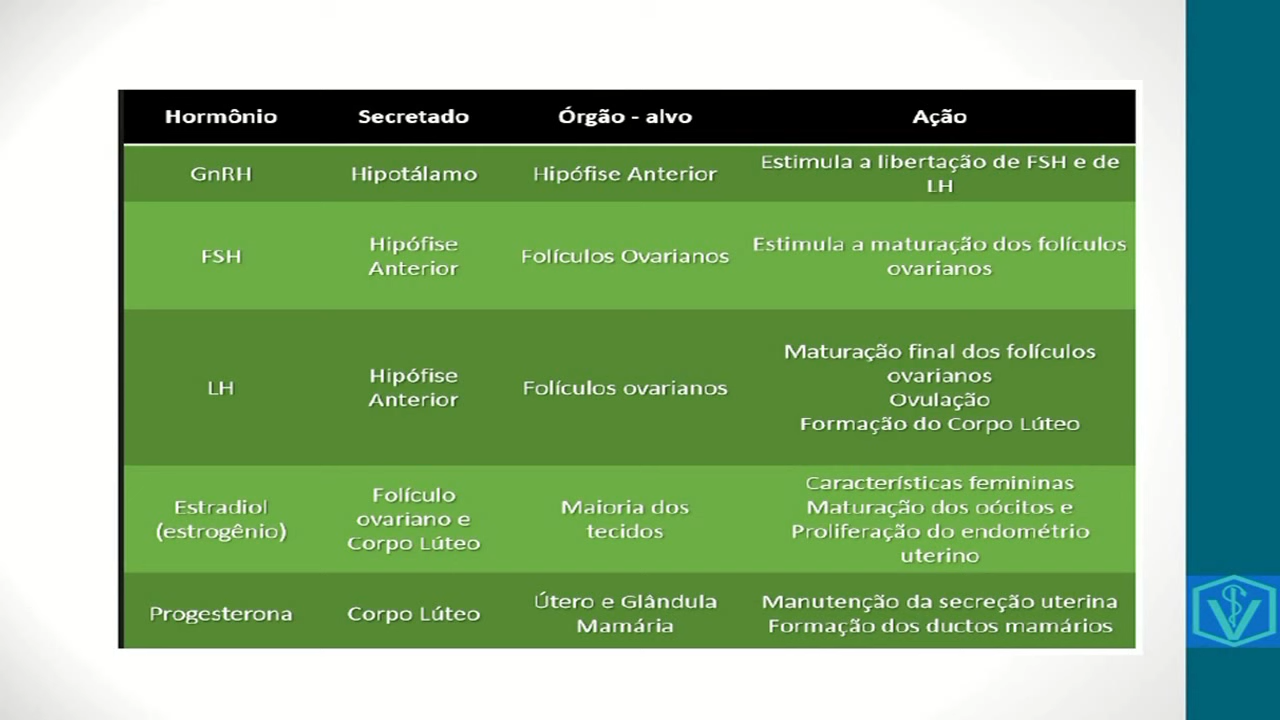 Hormônio Secretado Órgão - alvo Ação
GnRH Hipotálamo Hipófise Anterior Estimula a libertação de FSH e de
LH
FSH Hipófise
Anterior Folículos Ovarianos Estimula a maturação dos folículos
ovarianos
LH Hipófise
Anterior Folículos ovarianos Maturação final dos folículos
ovarianos
Ovulação
Formação do Corpo Lúteo
Estradiol
(estrogênio) Folículo
ovariano e
Corpo Lúteo Maioria dos
tecidos Características femininas
Maturação dos oócitos e
Proliferação do endométrio
uterino
Progesterona Corpo Lúteo Útero e Glândula
Mamária Manutenção da secreção uterina
Formação dos ductos mamários